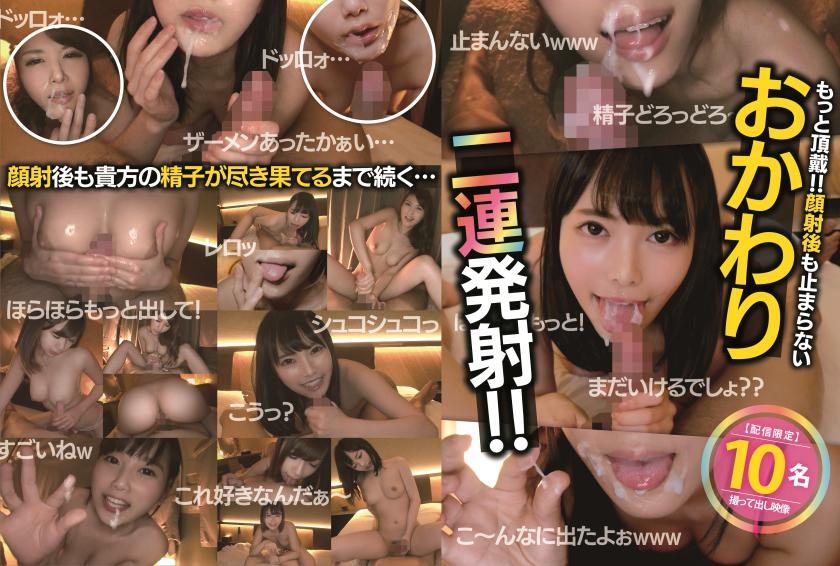 ドッロォ…
ドッロォ…
ザーメンあったかぁい…
顔射後も貴方の精子が尽き果てるまで続く…
レロッ
ほらほらもっと出して!
シュコシュコっ
こうっ?
すごいねw
これ好きなんだぁ〜
止まんないwww
精子どろっどろ
もっと頂戴!!顔射後も止まらない
おかわり
二連発射!!
もっと!
まだいけるでしょ??
【配信限定】
10名
撮って出し映像
こ〜んなに出たよぉwww